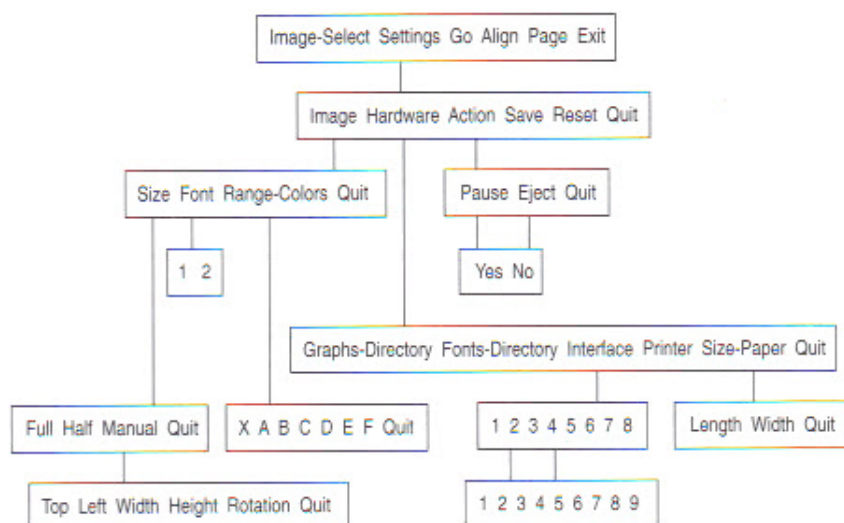 Image-Select Settings Go Align Page Exit
Image Hardware Action Save Reset Quit
Size Font Range-Colors Quit
Pause Eject Quit
1 2
Yes No
Graphs-Directory Fonts-Directory Interface Printer Size-Paper Quit
Full Half Manual Quit
X A B C D E F Quit
1 2 3 4 5 6 7 8
Length Width Quit
Top Left Width Height Rotation Quit
1 2 3 4 5 6 7 8 9